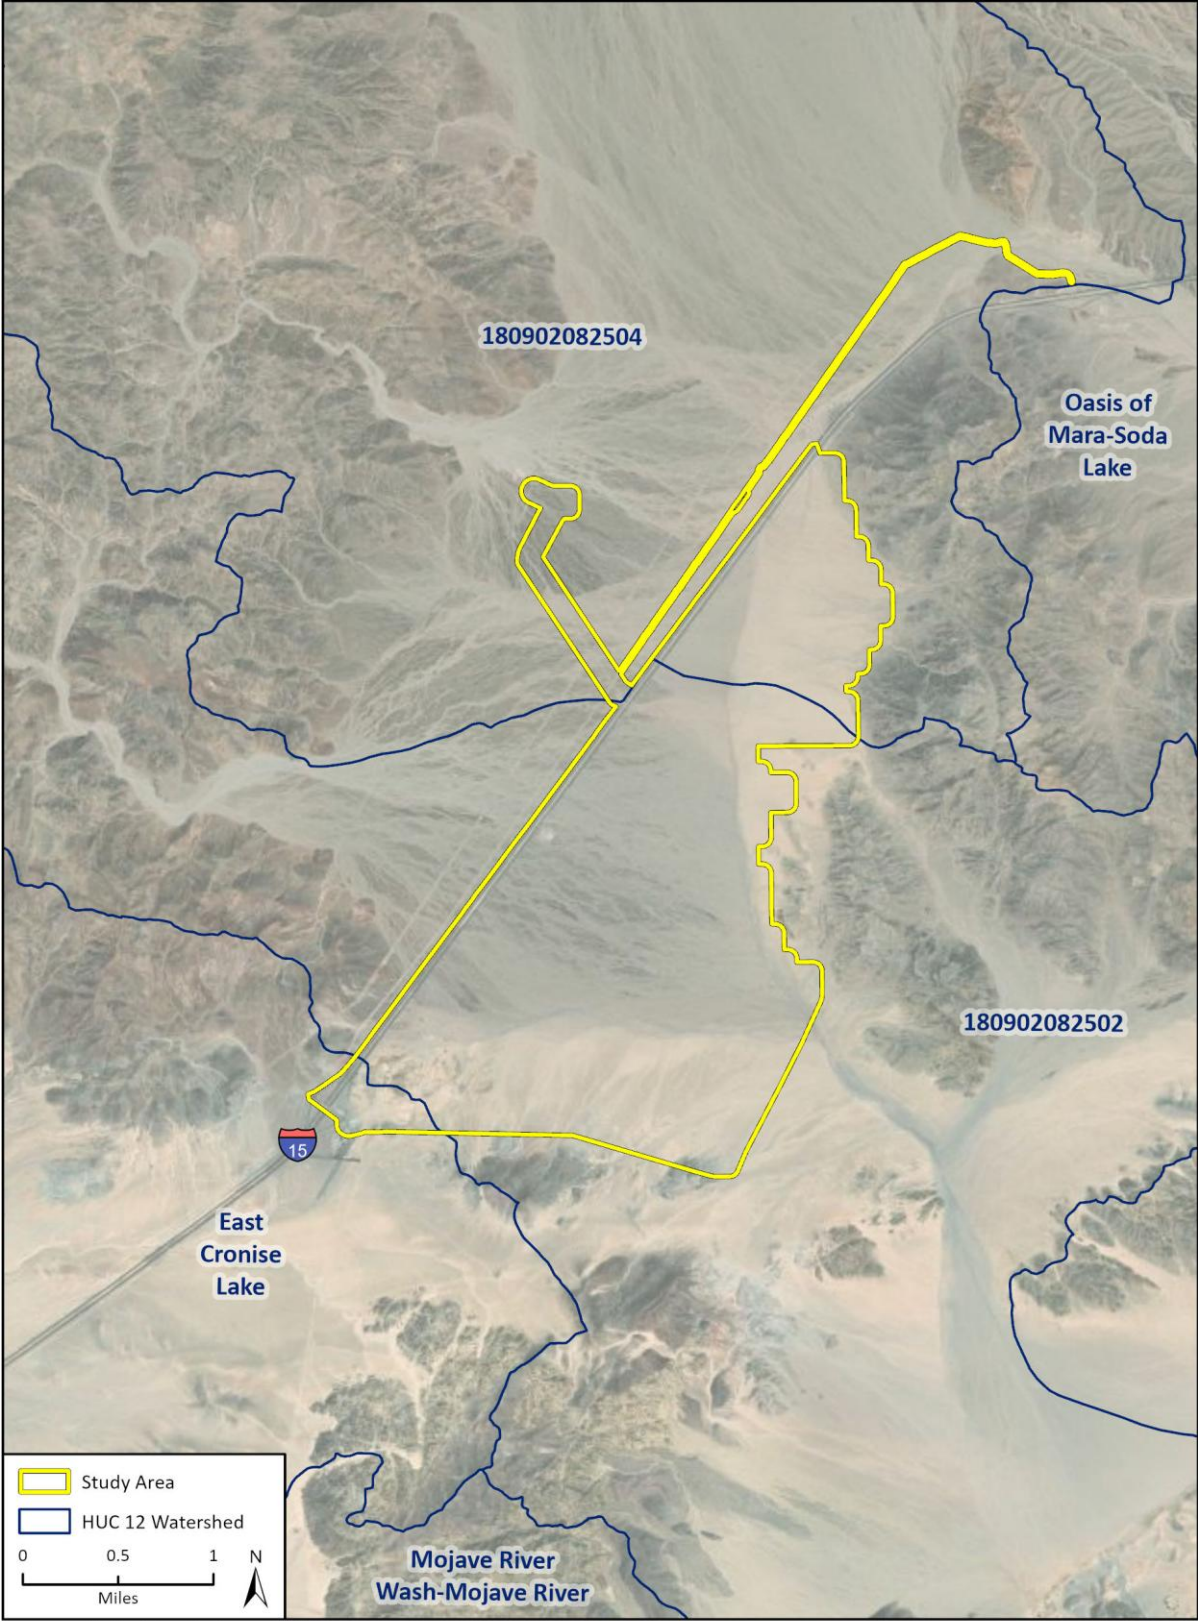 180902082504
Oasis of
Mara-Soda
Lake
180902082502
15
East
Cronise
Lake
Mojave River
Wash-Mojave River
Study Area
HUC 12 Watershed
0 0.5 1
Miles
N